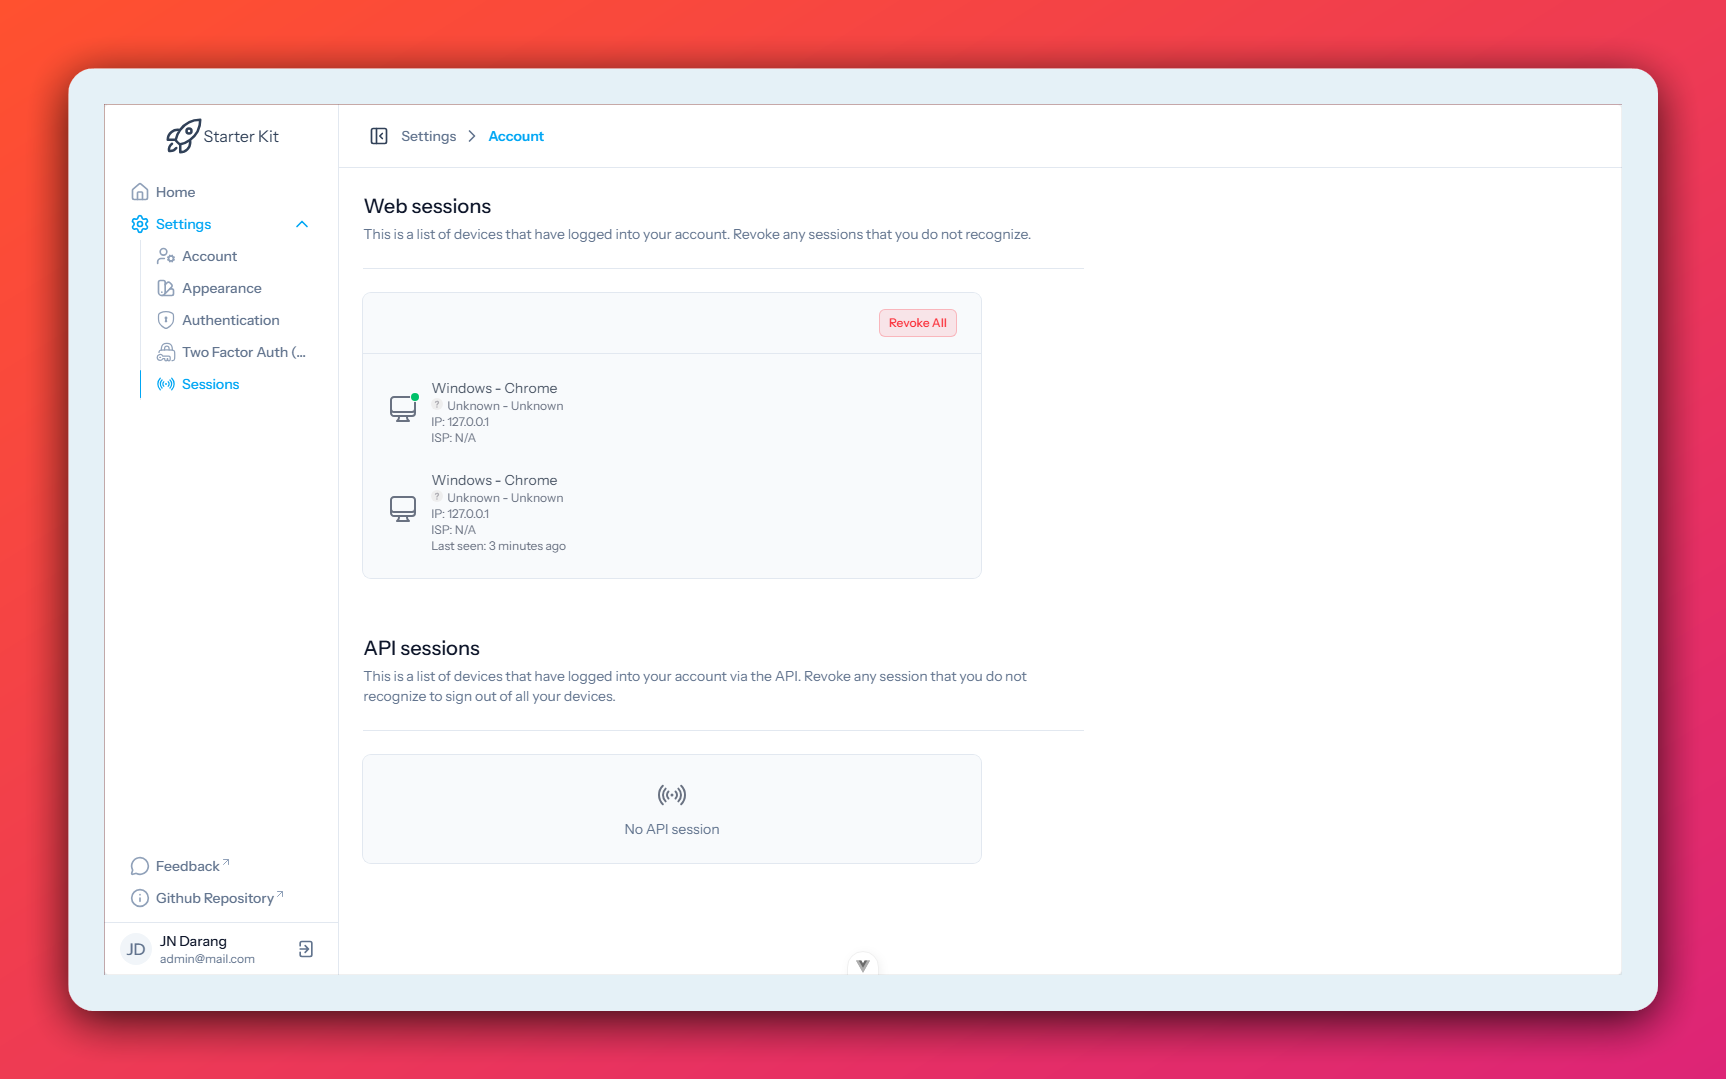 Starter Kit
Home
Settings
Account
Appearance
Authentication
Two Factor Auth (...
Sessions
Feedback
Github Repository
JD
JN Darang
admin@mail.com
Settings
Account
Web sessions
This is a list of devices that have logged into your account. Revoke any sessions that you do not recognize.
Revoke All
Windows - Chrome
? Unknown - Unknown
IP: 127.0.0.1
ISP: N/A
Windows - Chrome
? Unknown - Unknown
IP: 127.0.0.1
ISP: N/A
Last seen: 3 minutes ago
API sessions
This is a list of devices that have logged into your account via the API. Revoke any session that you do not
recognize to sign out of all your devices.
No API session